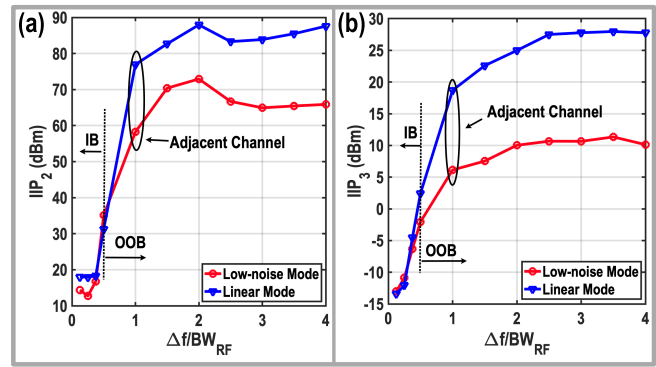 (a)
90
80
70
60
50
40
30
20
10
IIP2 (dBm)
IB
OOB
Adjacent Channel
Low-noise Mode
Linear Mode
0 1 2 3 4
Δf/BWRF
(b)
30
25
20
15
10
5
0
-5
-10
-15
IIP3 (dBm)
IB
OOB
Adjacent Channel
Low-noise Mode
Linear Mode
0 1 2 3 4
Δf/BWRF